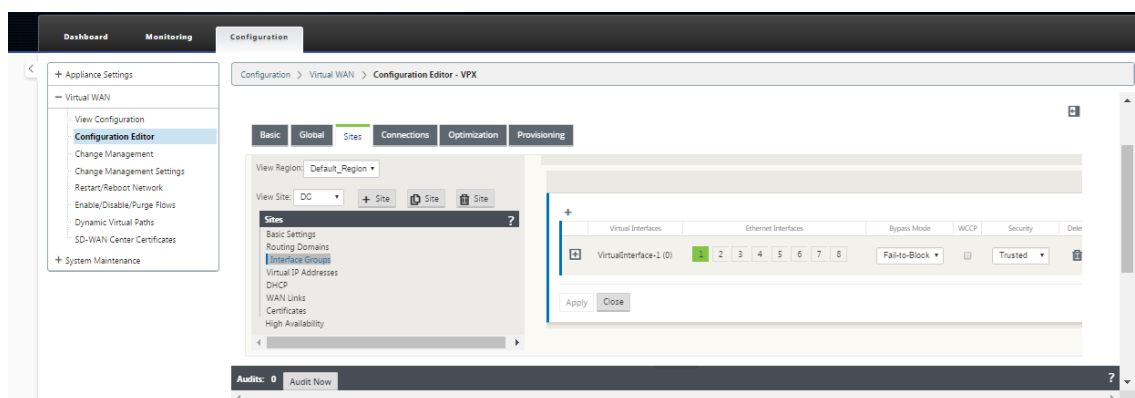 Dashboard Monitoring Configuration
+ Appliance Settings
− Virtual WAN
View Configuration
Configuration Editor
Change Management
Change Management Settings
Restart/Reboot Network
Enable/Disable/Purge Flows
Dynamic Virtual Paths
SD-WAN Center Certificates
+ System Maintenance
Configuration > Virtual WAN > Configuration Editor - VPX
Basic Global Sites Connections Optimization Provisioning
View Region: Default_Region
View Site: DC + Site Site Site
Sites ?
Basic Settings
Routing Domains
Interface Groups
Virtual IP Addresses
DHCP
WAN Links
Certificates
High Availability
+
Virtual Interfaces Ethernet Interfaces Bypass Mode WCCP Security Delet
+ VirtualInterface-1 (0) 1 2 3 4 5 6 7 8 Fail-to-Block Trusted
Apply Close
Audits: 0 Audit Now ?